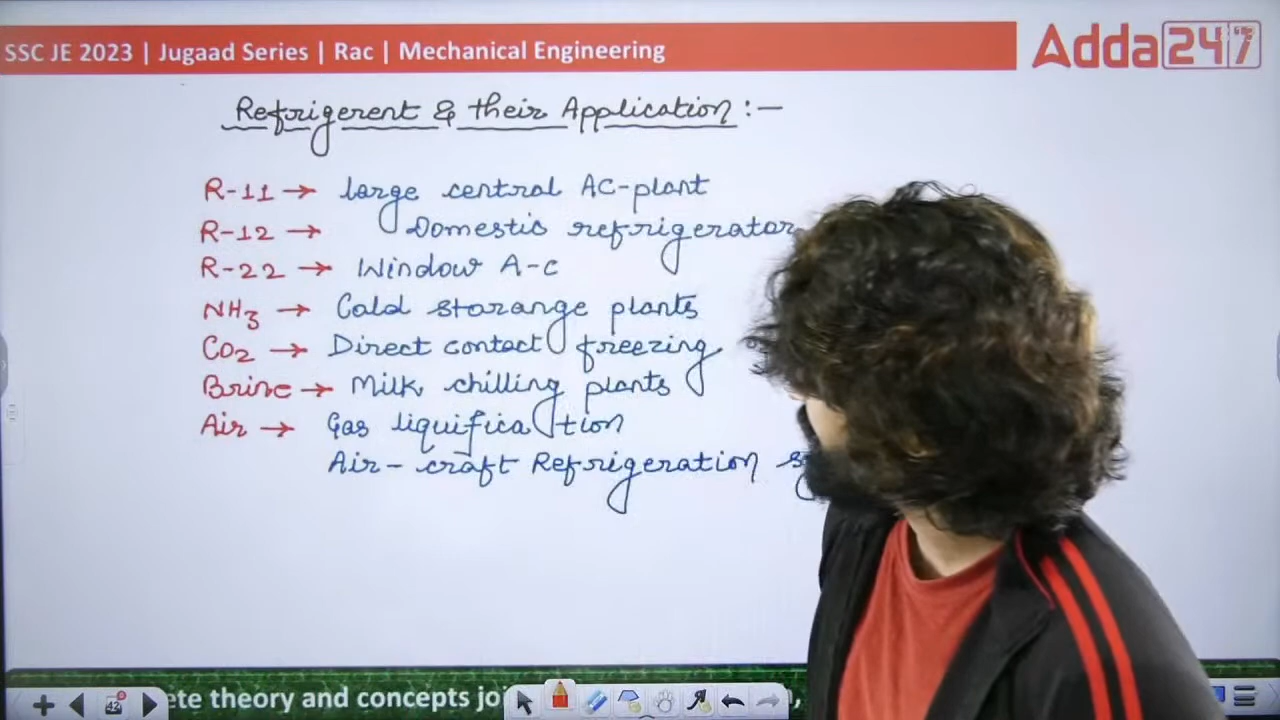 SSC JE 2023 | Jugaad Series | Rac | Mechanical Engineering
Adda247
Refrigerent & their Application :-
R-11 → large central AC-plant
R-12 → Domestic refrigerator
R-22 → Window A-c
NH3 → Cold storange plants
CO2 → Direct contact freezing
Brine → Milk chilling plants
Air → Gas liquification
Air-craft Refrigeration
theory and concepts
42